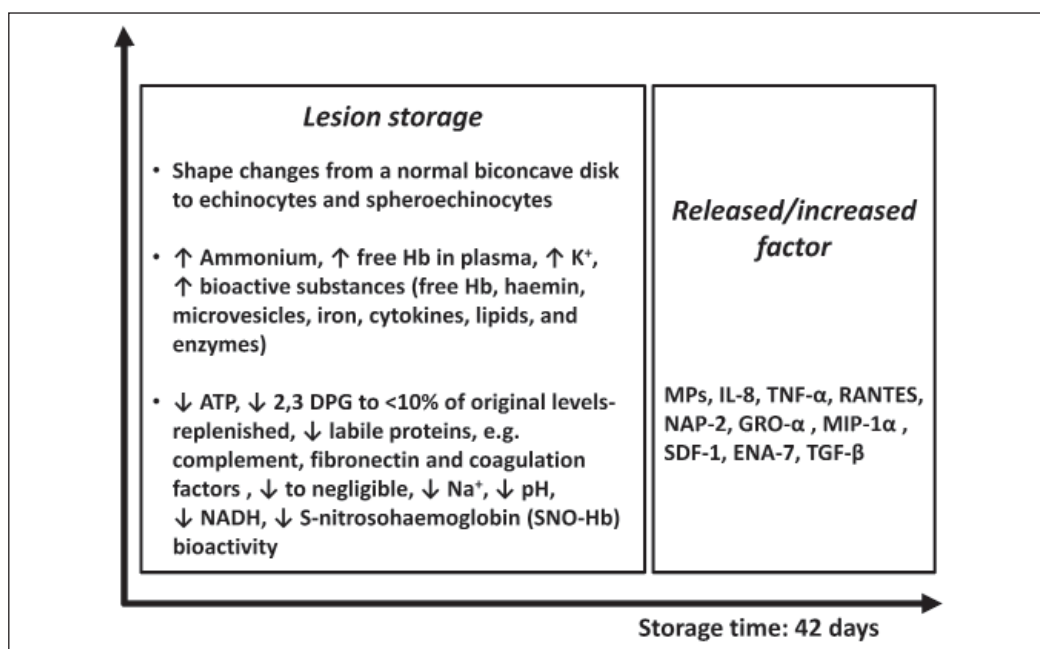 Lesion storage
• Shape changes from a normal biconcave disk
to echinocytes and spheroechinocytes
• ↑ Ammonium, ↑ free Hb in plasma, ↑ K⁺,
↑ bioactive substances (free Hb, haemin,
microvesicles, iron, cytokines, lipids, and
enzymes)
• ↓ ATP, ↓ 2,3 DPG to <10% of original levels-
replenished, ↓ labile proteins, e.g.
complement, fibronectin and coagulation
factors , ↓ to negligible, ↓ Na⁺, ↓ pH,
↓ NADH, ↓ S-nitrosohaemoglobin (SNO-Hb)
bioactivity
Released/increased
factor
MPs, IL-8, TNF-α, RANTES,
NAP-2, GRO-α , MIP-1α ,
SDF-1, ENA-7, TGF-β
Storage time: 42 days